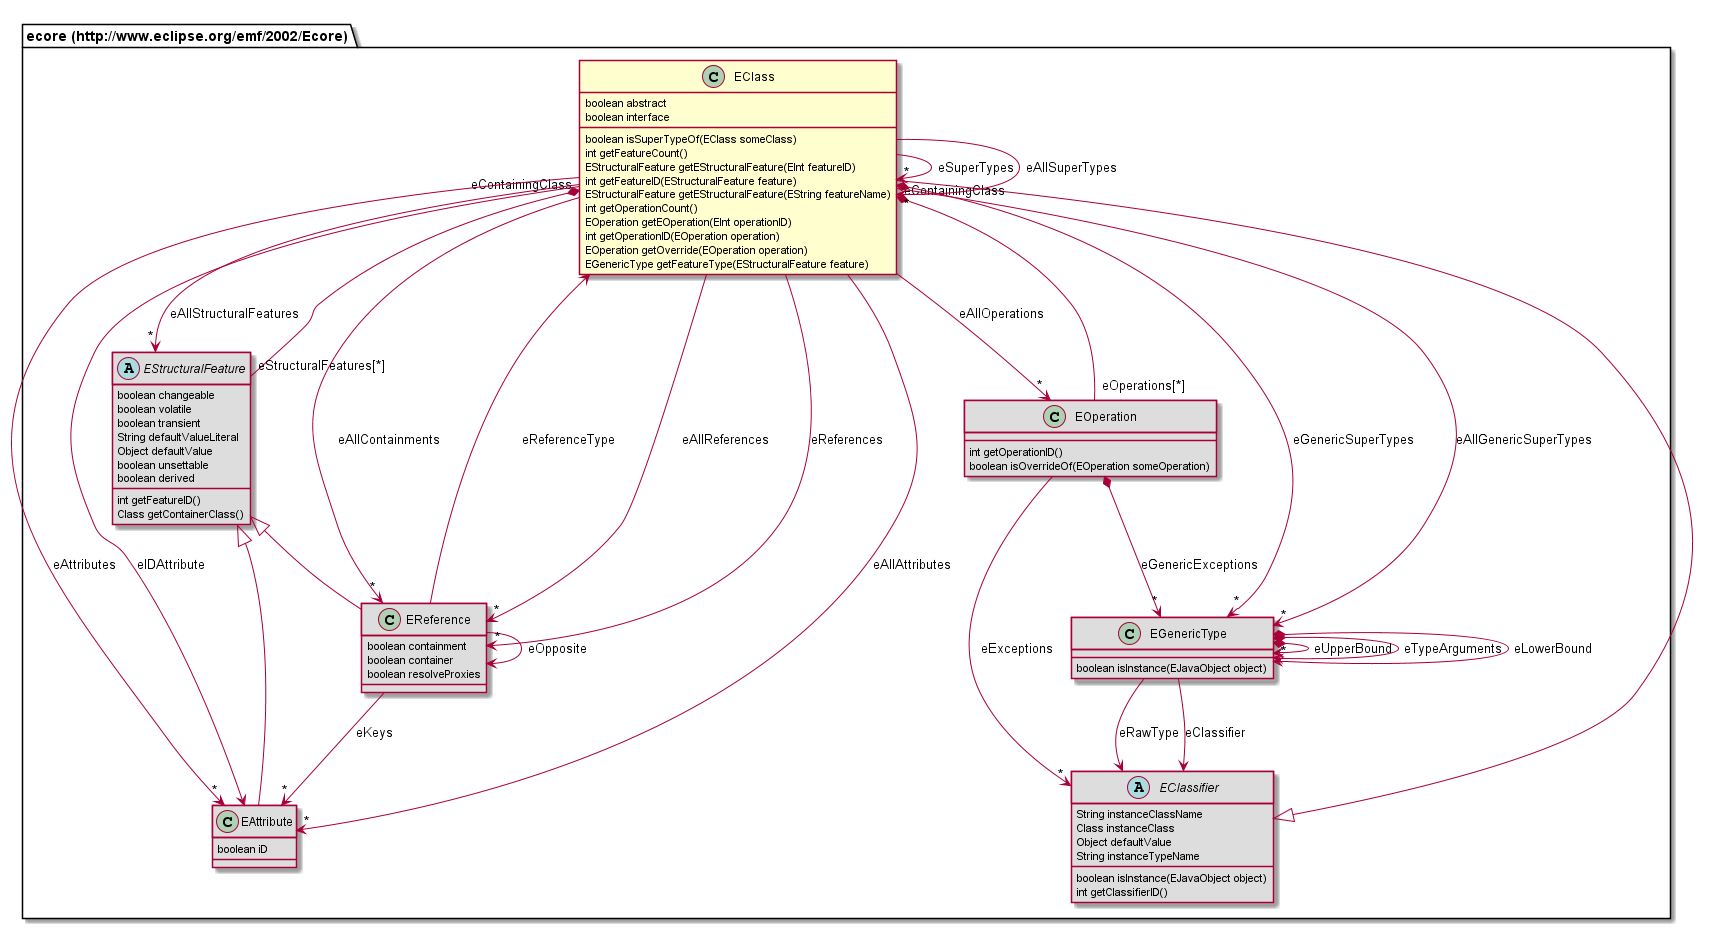 ecore (http://www.eclipse.org/emf/2002/Ecore)
C EClass
boolean abstract
boolean interface
boolean isSuperTypeOf(EClass someClass)
int getFeatureCount()
EStructuralFeature getEStructuralFeature(EInt featureID)
int getFeatureID(EStructuralFeature feature)
EStructuralFeature getEStructuralFeature(EString featureName)
int getOperationCount()
EOperation getEOperation(EInt operationID)
int getOperationID(EOperation operation)
EOperation getOverride(EOperation operation)
EGenericType getFeatureType(EStructuralFeature feature)
*
eSuperTypes
eAllSuperTypes
eContainingClass
eContainingClass
*
eAllStructuralFeatures
*
eAllOperations
*
A EStructuralFeature
boolean changeable
boolean volatile
boolean transient
String defaultValueLiteral
Object defaultValue
boolean unsettable
boolean derived
int getFeatureID()
Class getContainerClass()
eStructuralFeatures[*]
eOperations[*]
C EOperation
int getOperationID()
boolean isOverrideOf(EOperation someOperation)
eAllContainments
eReferenceType
eAllReferences
eReferences
eGenericSuperTypes
eAllGenericSuperTypes
eAttributes
eIDAttribute
eAllAttributes
eGenericExceptions
*
*
*
*
*
*
C EReference
boolean containment
boolean container
boolean resolveProxies
eOpposite
eExceptions
C EGenericType
boolean isInstance(EJavaObject object)
*
eUpperBound
eTypeArguments
eLowerBound
eKeys
eRawType
eClassifier
*
*
*
*
C EAttribute
boolean iD
A EClassifier
String instanceClassName
Class instanceClass
Object defaultValue
String instanceTypeName
boolean isInstance(EJavaObject object)
int getClassifierID()